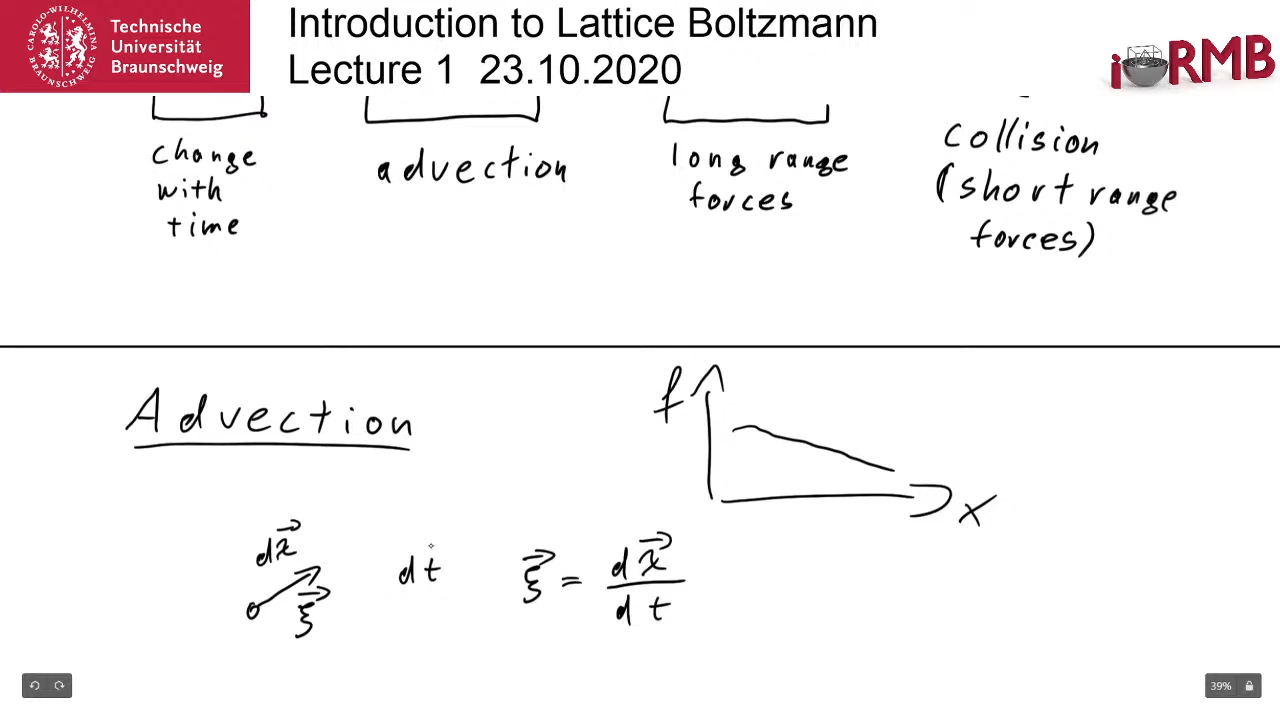 Technische
Universität
Braunschweig
Introduction to Lattice Boltzmann
Lecture 1 23.10.2020
iRMB
change
with
time
advection
long range
forces
collision
(short range
forces)
Advection
f
x
dx⃗
ξ⃗
dt
ξ⃗ = dx⃗ / dt
39%